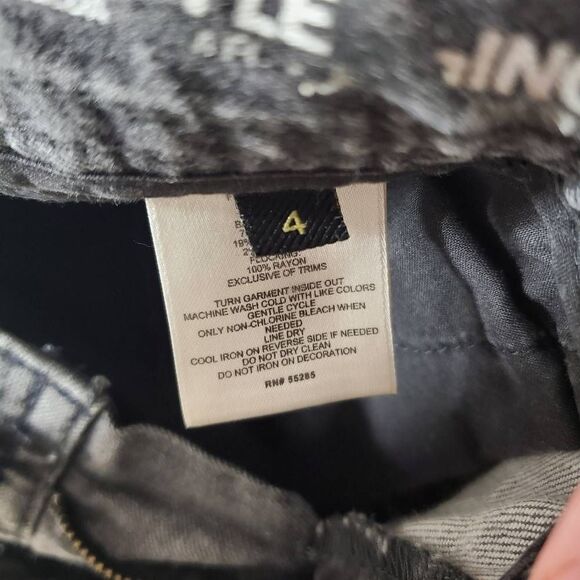 LE
ING
4
FLOCKING:
100% RAYON
EXCLUSIVE OF TRIMS
TURN GARMENT INSIDE OUT
MACHINE WASH COLD WITH LIKE COLORS
GENTLE CYCLE
ONLY NON-CHLORINE BLEACH WHEN
NEEDED
LINE DRY
COOL IRON ON REVERSE SIDE IF NEEDED
DO NOT DRY CLEAN
DO NOT IRON ON DECORATION
RN# 55285